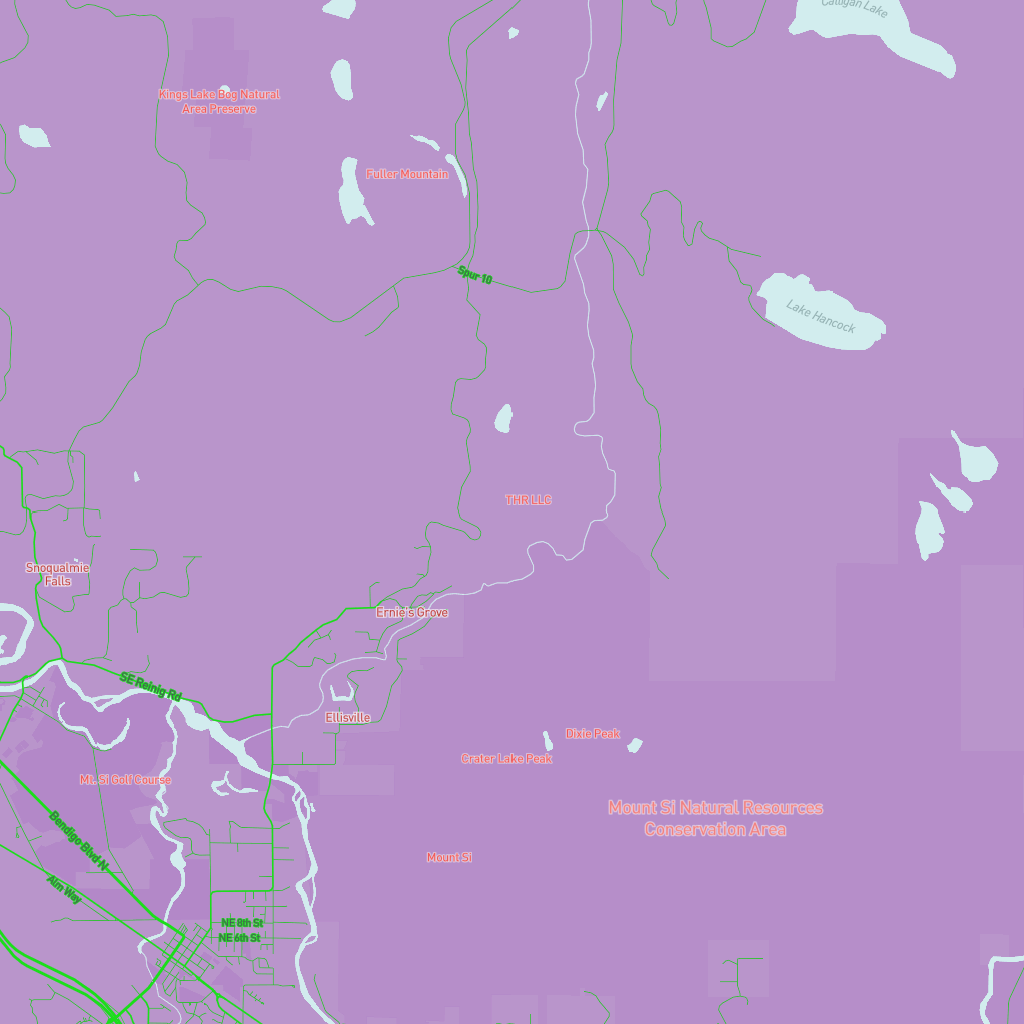 Calligan Lake
Kings Lake Bog Natural
Area Preserve
Fuller Mountain
Spur 10
Lake Hancock
THR LLC
Snoqualmie
Falls
Ernie's Grove
SE Reinig Rd
Ellisville
Dixie Peak
Crater Lake Peak
Mt. Si Golf Course
Mount Si Natural Resources
Conservation Area
Bendigo Blvd N
Mount Si
Alm Way
NE 8th St
NE 6th St